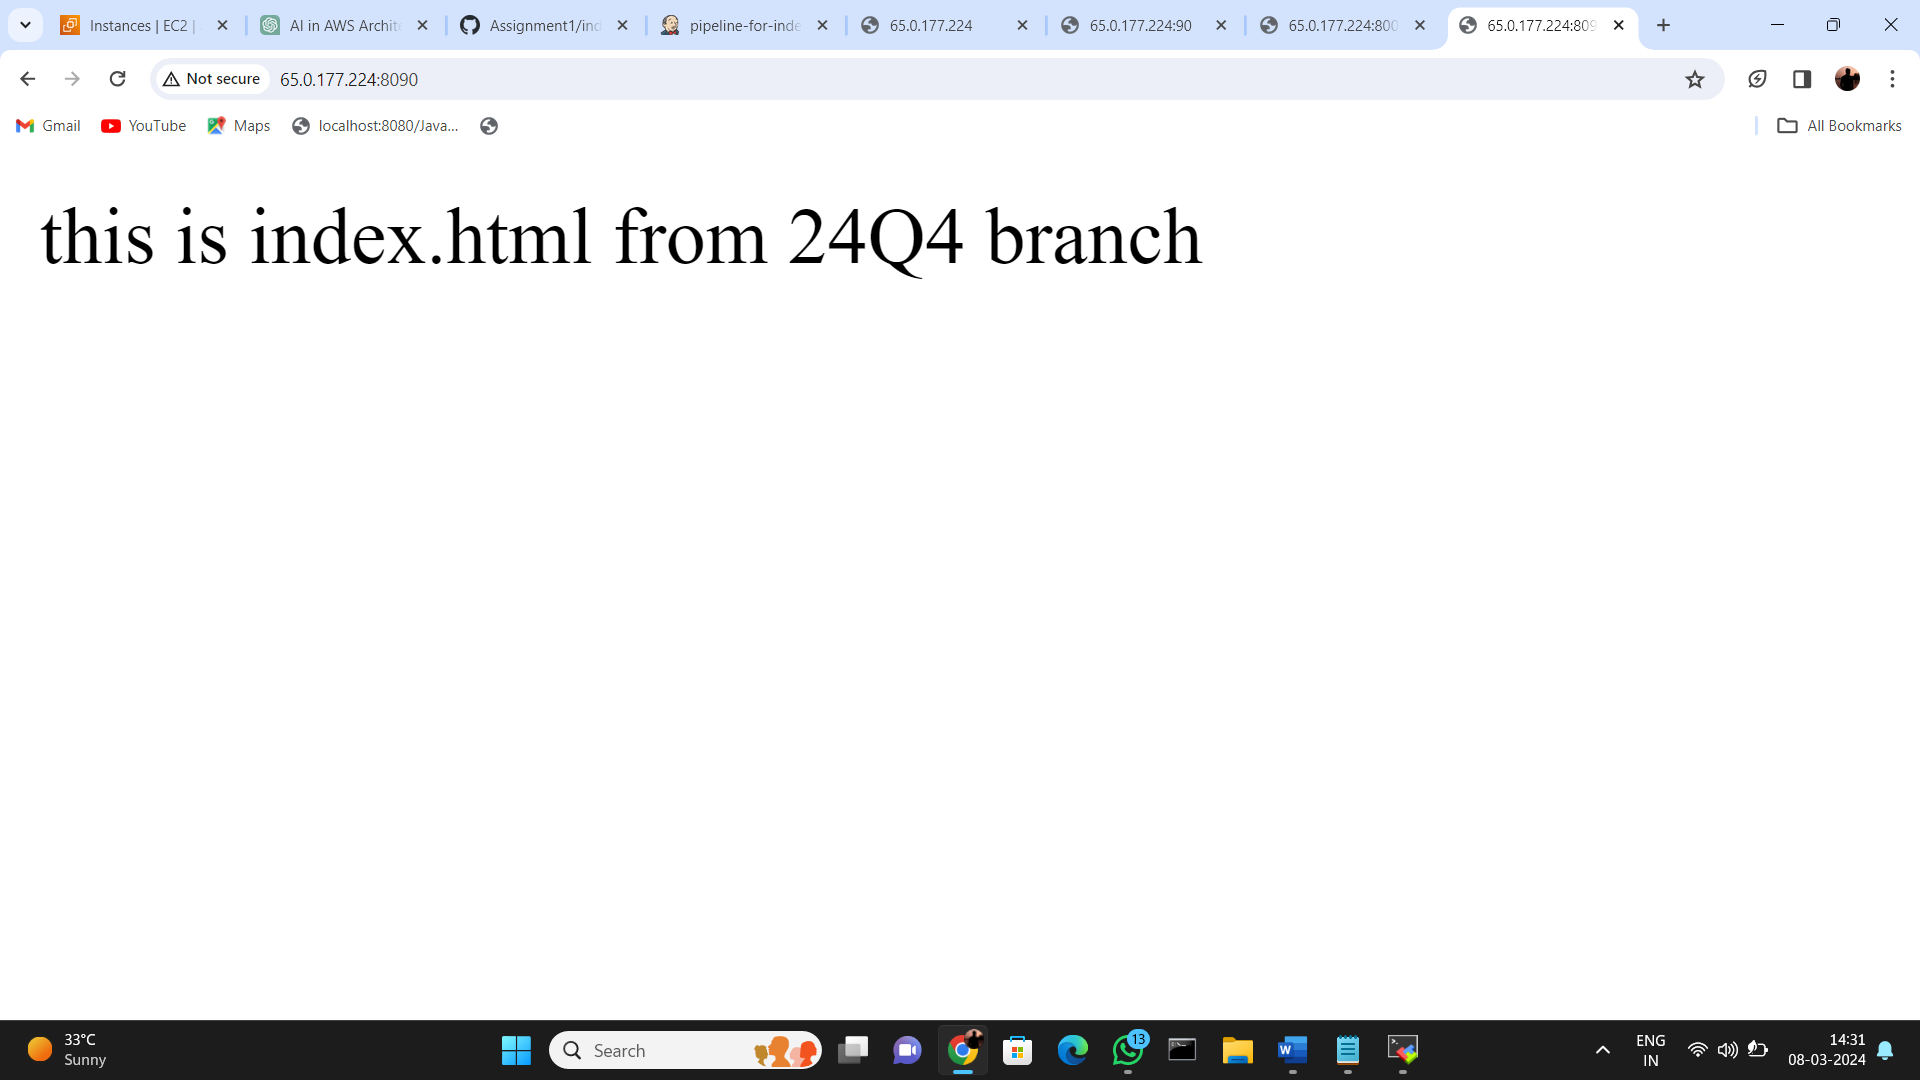 Instances | EC2 |
AI in AWS Archite
Assignment1/ind
pipeline-for-inde
65.0.177.224
65.0.177.224:90
65.0.177.224:800
65.0.177.224:809
Not secure
65.0.177.224:8090
Gmail
YouTube
Maps
localhost:8080/Java...
All Bookmarks
this is index.html from 24Q4 branch
33°C
Sunny
Search
13
ENG
IN
14:31
08-03-2024